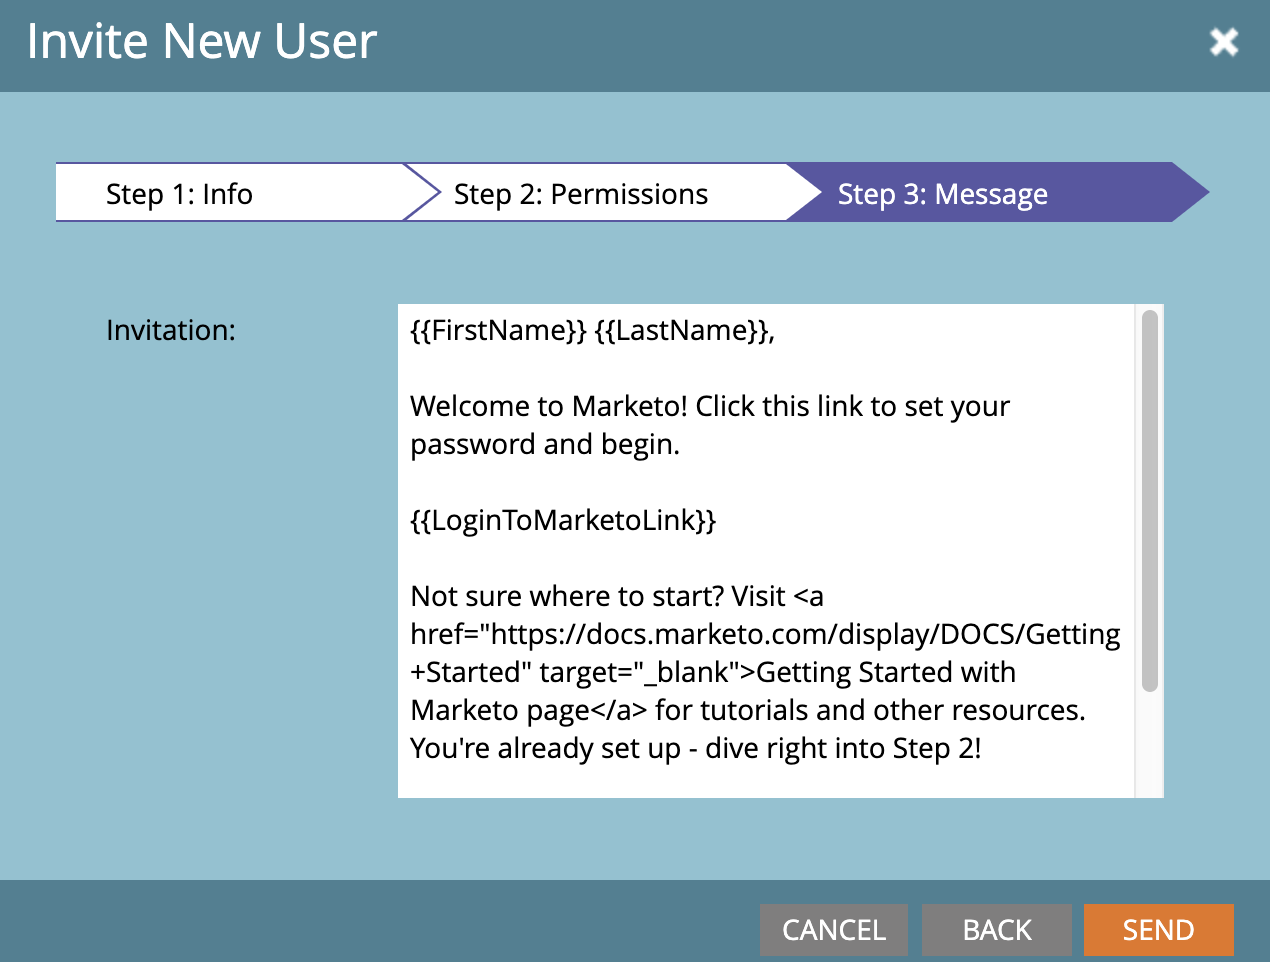 Invite New User
Step 1: Info
Step 2: Permissions
Step 3: Message
Invitation:
{{FirstName}} {{LastName}},
Welcome to Marketo! Click this link to set your
password and begin.
{{LoginToMarketoLink}}
Not sure where to start? Visit <a
href="https://docs.marketo.com/display/DOCS/Getting
+Started" target="_blank">Getting Started with
Marketo page</a> for tutorials and other resources.
You're already set up - dive right into Step 2!
CANCEL
BACK
SEND